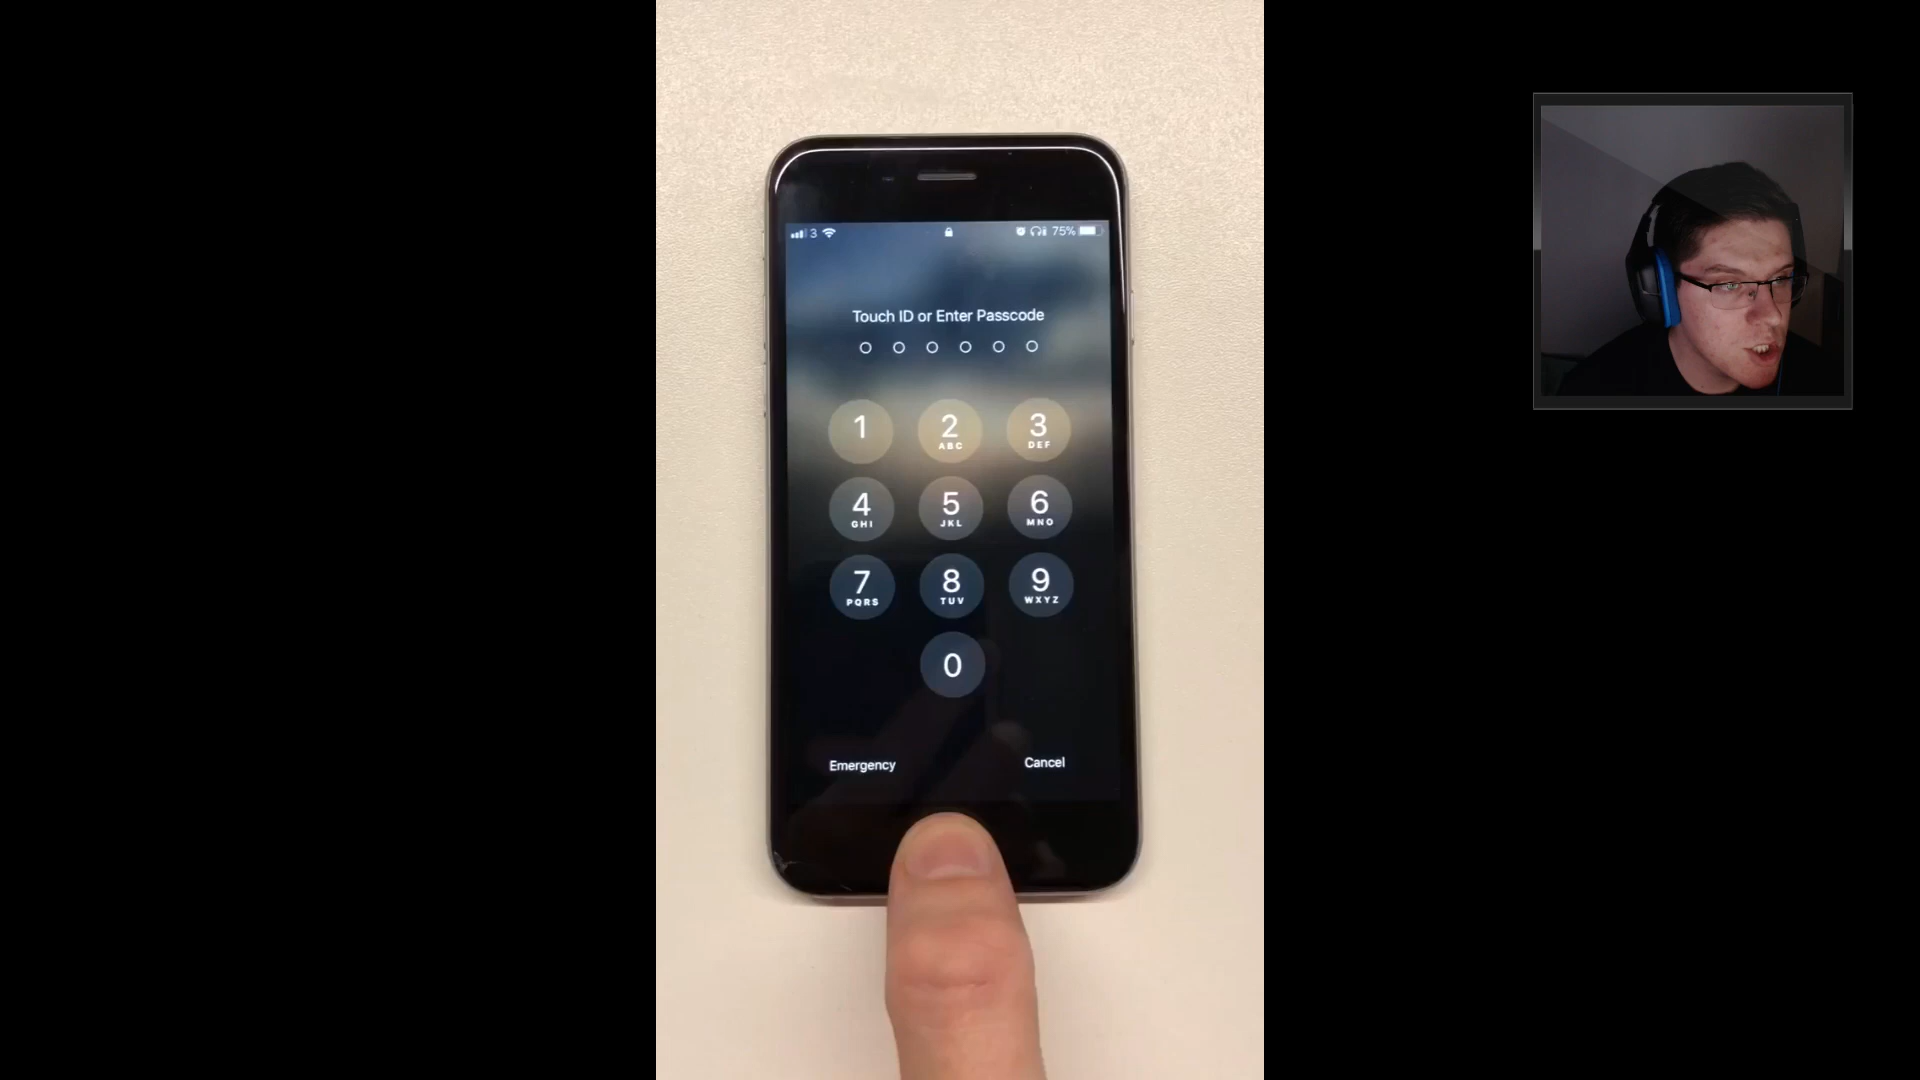 3 75%
Touch ID or Enter Passcode
1 2 3
ABC DEF
4 5 6
GHI JKL MNO
7 8 9
PQRS TUV WXYZ
0
Emergency Cancel